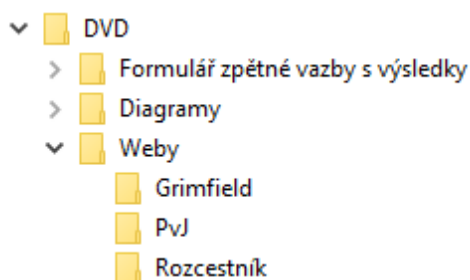 DVD
Formulář zpětné vazby s výsledky
Diagramy
Weby
Grimfield
PvJ
Rozcestník